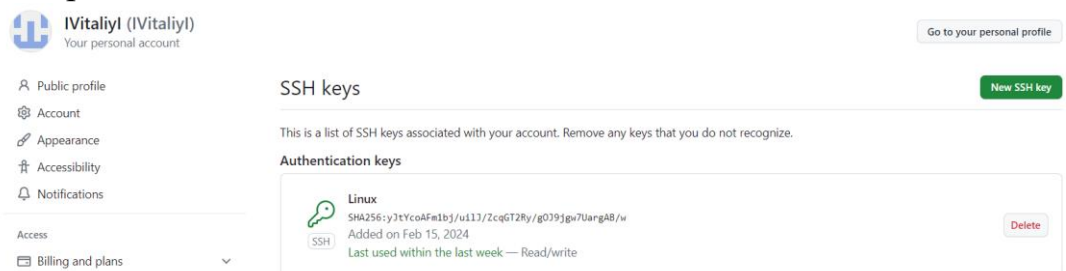 IVitaliyI (IVitaliyI)
Your personal account
Go to your personal profile
Public profile
Account
Appearance
Accessibility
Notifications
Access
Billing and plans
SSH keys
New SSH key
This is a list of SSH keys associated with your account. Remove any keys that you do not recognize.
Authentication keys
Linux
SHA256:yJtYcoAFm1bj/uilJ/ZcqGT2Ry/gOJ9jgw7UargAB/w
SSH
Added on Feb 15, 2024
Last used within the last week — Read/write
Delete